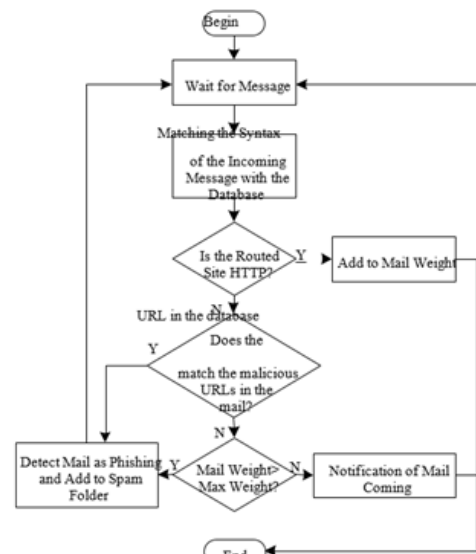 Begin
Wait for Message
Matching the Syntax
of the Incoming
Message with the
Database
Is the Routed
Site HTTP?
Y
Add to Mail Weight
N
URL in the database
Does the
Y
match the malicious
URLs in the
mail?
N
Detect Mail as Phishing
and Add to Spam
Folder
Y
Mail Weight>
Max Weight?
N
Notification of Mail
Coming
End